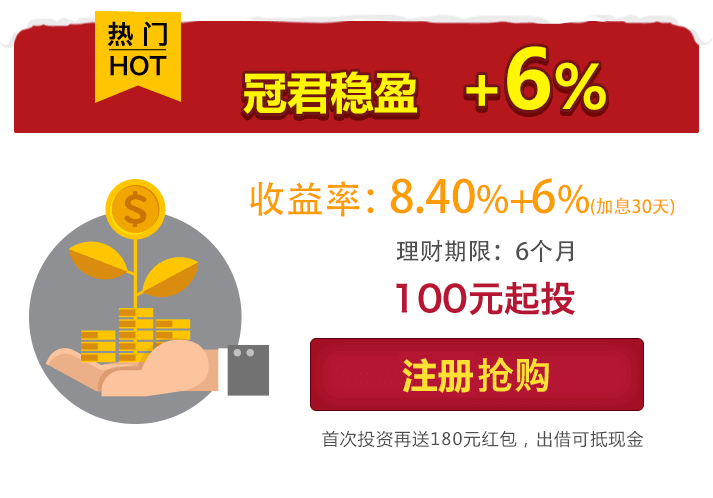 热门
HOT
冠君稳盈 +6%
$
收益率：8.40%+6%(加息30天)
理财期限：6个月
100元起投
注册抢购
首次投资再送180元红包，出借可抵现金